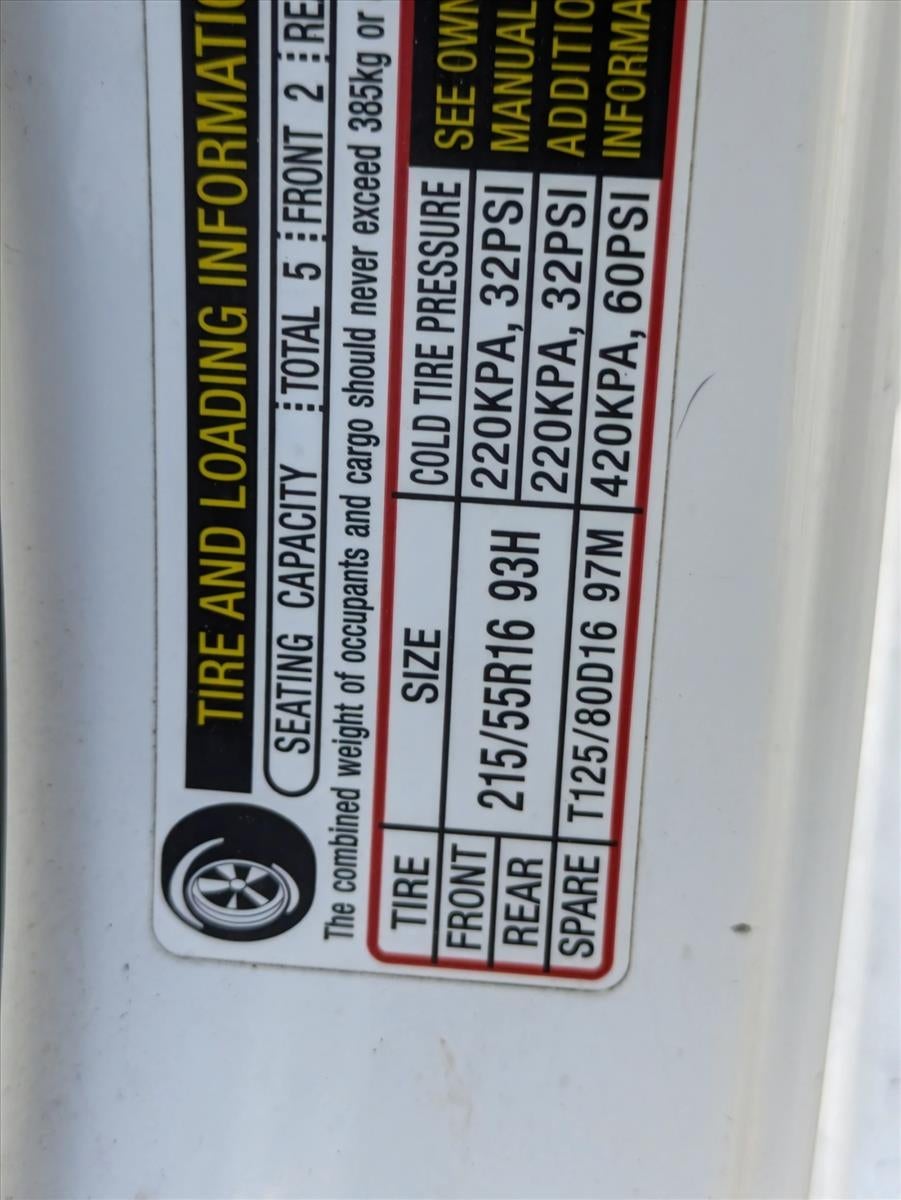 TIRE AND LOADING INFORMATIO
SEATING CAPACITY TOTAL 5 FRONT 2 RE
The combined weight of occupants and cargo should never exceed 385kg or
TIRE SIZE COLD TIRE PRESSURE SEE OWN
FRONT 215/55R16 93H 220KPA, 32PSI MANUAL
REAR 220KPA, 32PSI ADDITIO
SPARE T125/80D16 97M 420KPA, 60PSI INFORMA